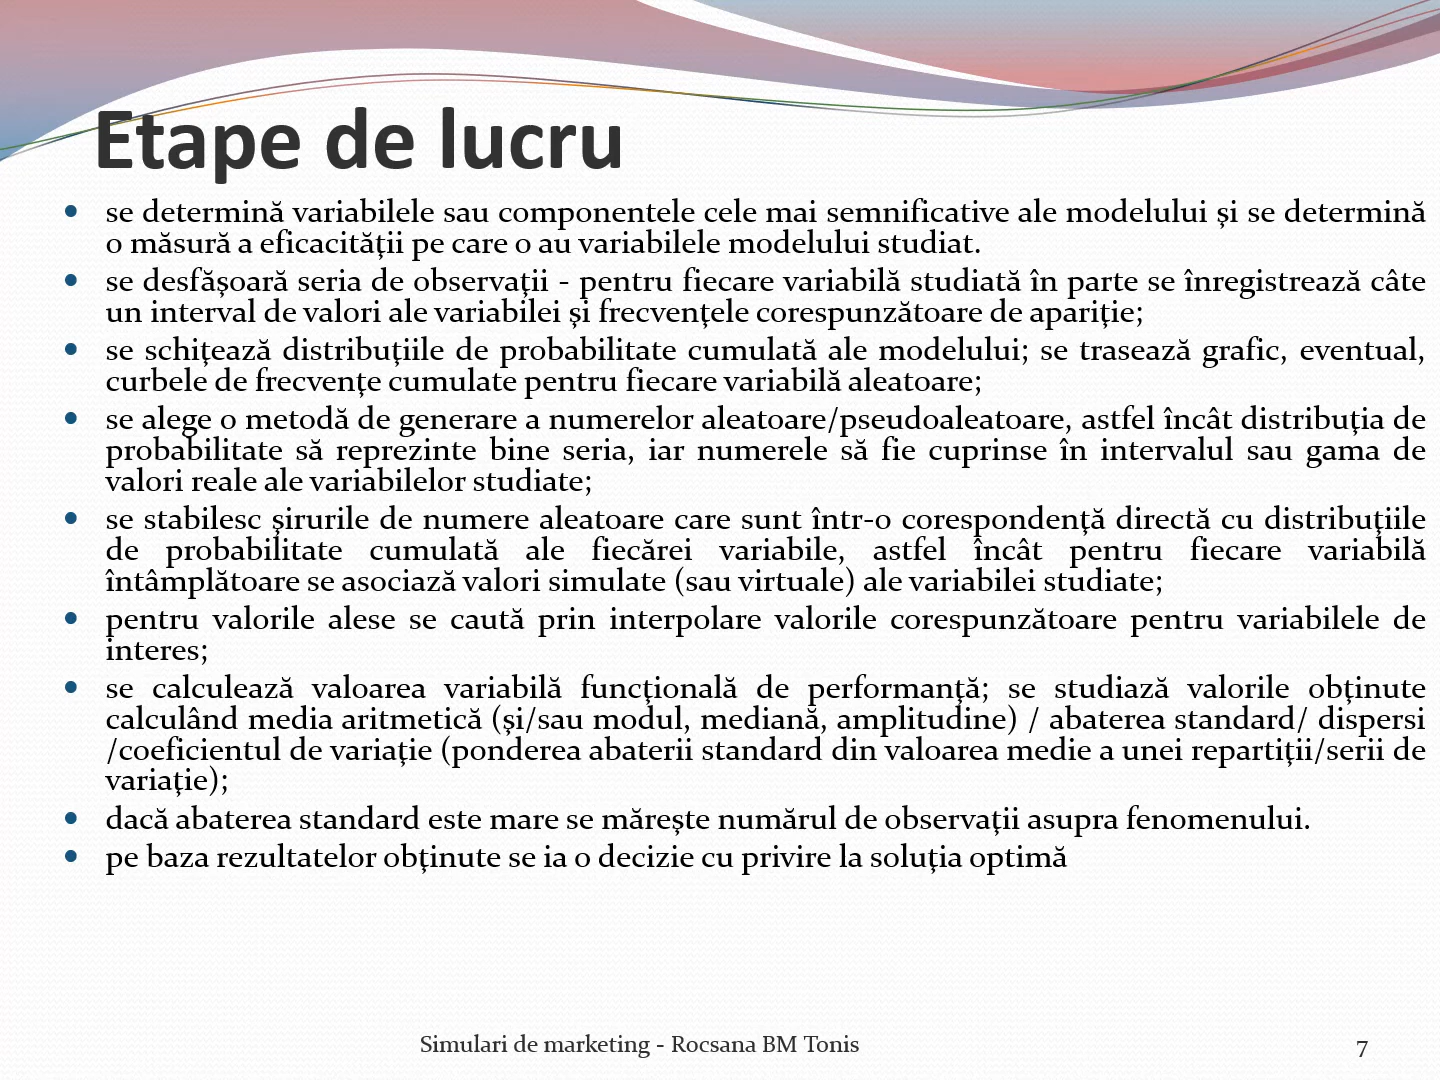 Etape de lucru
• se determină variabilele sau componentele cele mai semnificative ale modelului și se determină
o măsură a eficacității pe care o au variabilele modelului studiat.
• se desfășoară seria de observații - pentru fiecare variabilă studiată în parte se înregistrează câte
un interval de valori ale variabilei și frecvențele corespunzătoare de apariție;
• se schițează distribuțiile de probabilitate cumulată ale modelului; se trasează grafic, eventual,
curbele de frecvențe cumulate pentru fiecare variabilă aleatoare;
• se alege o metodă de generare a numerelor aleatoare/pseudoaleatoare, astfel încât distribuția de
probabilitate să reprezinte bine seria, iar numerele să fie cuprinse în intervalul sau gama de
valori reale ale variabilelor studiate;
• se stabilesc șirurile de numere aleatoare care sunt într-o corespondență directă cu distribuțiile
de probabilitate cumulată ale fiecărei variabile, astfel încât pentru fiecare variabilă
întâmplătoare se asociază valori simulate (sau virtuale) ale variabilei studiate;
• pentru valorile alese se caută prin interpolare valorile corespunzătoare pentru variabilele de
interes;
• se calculează valoarea variabilă funcțională de performanță; se studiază valorile obținute
calculând media aritmetică (și/sau modul, mediană, amplitudine) / abaterea standard/ dispersi
/coeficientul de variație (ponderea abaterii standard din valoarea medie a unei repartiții/serii de
variație);
• dacă abaterea standard este mare se mărește numărul de observații asupra fenomenului.
• pe baza rezultatelor obținute se ia o decizie cu privire la soluția optimă
Simulari de marketing - Rocsana BM Tonis
7